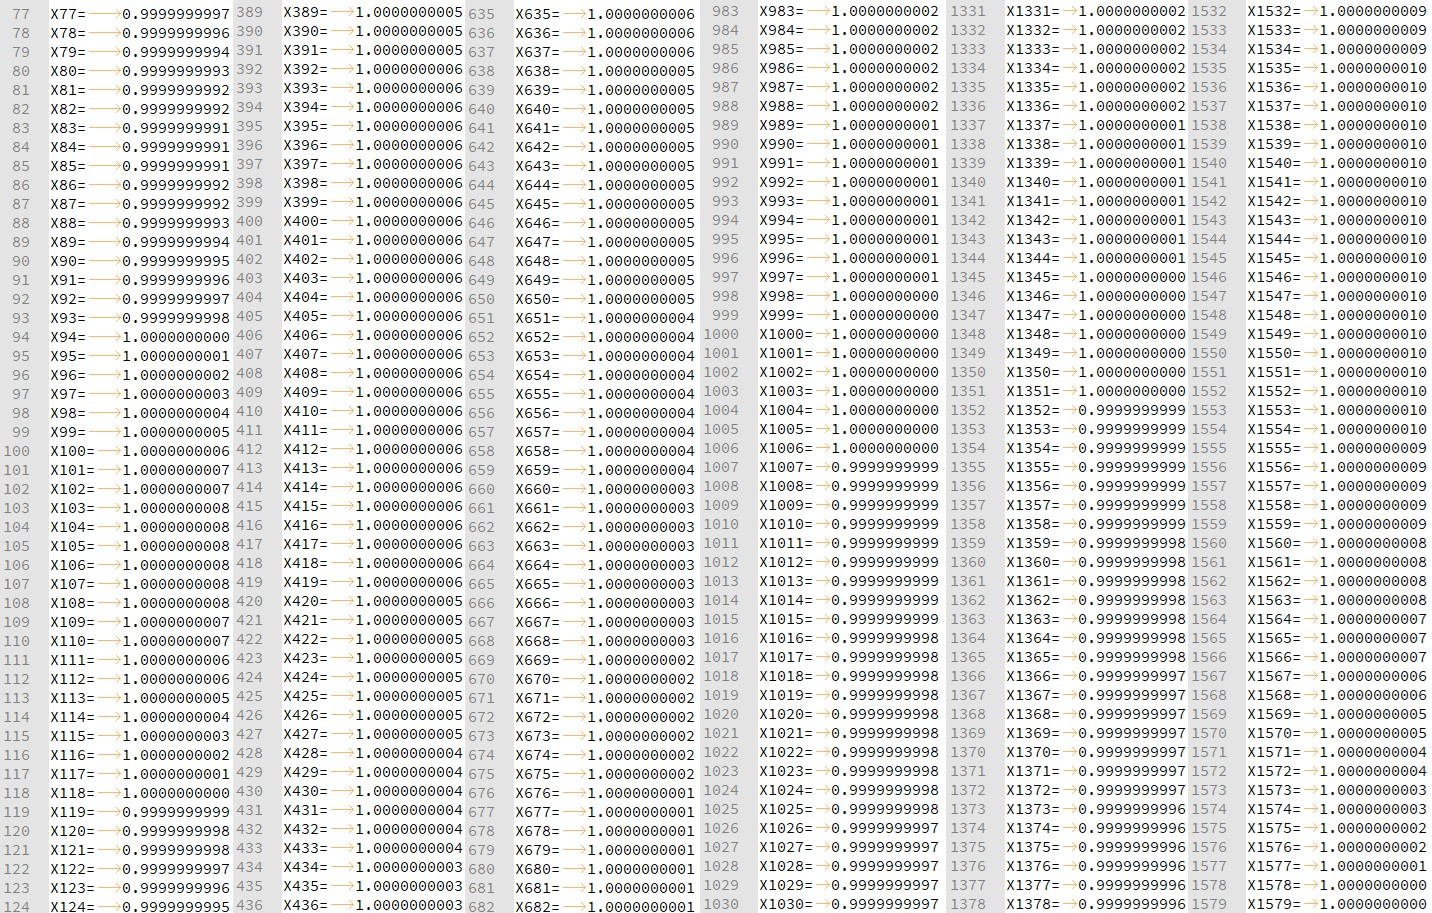 77 X77=→0.9999999997
78 X78=→0.9999999996
79 X79=→0.9999999994
80 X80=→0.9999999993
81 X81=→0.9999999992
82 X82=→0.9999999992
83 X83=→0.9999999991
84 X84=→0.9999999991
85 X85=→0.9999999991
86 X86=→0.9999999992
87 X87=→0.9999999992
88 X88=→0.9999999993
89 X89=→0.9999999994
90 X90=→0.9999999995
91 X91=→0.9999999996
92 X92=→0.9999999997
93 X93=→0.9999999998
94 X94=→1.0000000000
95 X95=→1.0000000001
96 X96=→1.0000000002
97 X97=→1.0000000003
98 X98=→1.0000000004
99 X99=→1.0000000005
100 X100=→1.0000000006
101 X101=→1.0000000007
102 X102=→1.0000000007
103 X103=→1.0000000008
104 X104=→1.0000000008
105 X105=→1.0000000008
106 X106=→1.0000000008
107 X107=→1.0000000008
108 X108=→1.0000000008
109 X109=→1.0000000007
110 X110=→1.0000000007
111 X111=→1.0000000006
112 X112=→1.0000000006
113 X113=→1.0000000005
114 X114=→1.0000000004
115 X115=→1.0000000003
116 X116=→1.0000000002
117 X117=→1.0000000001
118 X118=→1.0000000000
119 X119=→0.9999999999
120 X120=→0.9999999998
121 X121=→0.9999999998
122 X122=→0.9999999997
123 X123=→0.9999999996
124 X124=→0.9999999995
389 X389=→1.0000000005
390 X390=→1.0000000005
391 X391=→1.0000000005
392 X392=→1.0000000006
393 X393=→1.0000000006
394 X394=→1.0000000006
395 X395=→1.0000000006
396 X396=→1.0000000006
397 X397=→1.0000000006
398 X398=→1.0000000006
399 X399=→1.0000000006
400 X400=→1.0000000006
401 X401=→1.0000000006
402 X402=→1.0000000006
403 X403=→1.0000000006
404 X404=→1.0000000006
405 X405=→1.0000000006
406 X406=→1.0000000006
407 X407=→1.0000000006
408 X408=→1.0000000006
409 X409=→1.0000000006
410 X410=→1.0000000006
411 X411=→1.0000000006
412 X412=→1.0000000006
413 X413=→1.0000000006
414 X414=→1.0000000006
415 X415=→1.0000000006
416 X416=→1.0000000006
417 X417=→1.0000000006
418 X418=→1.0000000006
419 X419=→1.0000000006
420 X420=→1.0000000005
421 X421=→1.0000000005
422 X422=→1.0000000005
423 X423=→1.0000000005
424 X424=→1.0000000005
425 X425=→1.0000000005
426 X426=→1.0000000005
427 X427=→1.0000000005
428 X428=→1.0000000004
429 X429=→1.0000000004
430 X430=→1.0000000004
431 X431=→1.0000000004
432 X432=→1.0000000004
433 X433=→1.0000000004
434 X434=→1.0000000003
435 X435=→1.0000000003
436 X436=→1.0000000003
635 X635=→1.0000000006
636 X636=→1.0000000006
637 X637=→1.0000000006
638 X638=→1.0000000005
639 X639=→1.0000000005
640 X640=→1.0000000005
641 X641=→1.0000000005
642 X642=→1.0000000005
643 X643=→1.0000000005
644 X644=→1.0000000005
645 X645=→1.0000000005
646 X646=→1.0000000005
647 X647=→1.0000000005
648 X648=→1.0000000005
649 X649=→1.0000000005
650 X650=→1.0000000005
651 X651=→1.0000000004
652 X652=→1.0000000004
653 X653=→1.0000000004
654 X654=→1.0000000004
655 X655=→1.0000000004
656 X656=→1.0000000004
657 X657=→1.0000000004
658 X658=→1.0000000004
659 X659=→1.0000000004
660 X660=→1.0000000003
661 X661=→1.0000000003
662 X662=→1.0000000003
663 X663=→1.0000000003
664 X664=→1.0000000003
665 X665=→1.0000000003
666 X666=→1.0000000003
667 X667=→1.0000000003
668 X668=→1.0000000003
669 X669=→1.0000000002
670 X670=→1.0000000002
671 X671=→1.0000000002
672 X672=→1.0000000002
673 X673=→1.0000000002
674 X674=→1.0000000002
675 X675=→1.0000000002
676 X676=→1.0000000001
677 X677=→1.0000000001
678 X678=→1.0000000001
679 X679=→1.0000000001
680 X680=→1.0000000001
681 X681=→1.0000000001
682 X682=→1.0000000001
983 X983=→1.0000000002
984 X984=→1.0000000002
985 X985=→1.0000000002
986 X986=→1.0000000002
987 X987=→1.0000000002
988 X988=→1.0000000002
989 X989=→1.0000000001
990 X990=→1.0000000001
991 X991=→1.0000000001
992 X992=→1.0000000001
993 X993=→1.0000000001
994 X994=→1.0000000001
995 X995=→1.0000000001
996 X996=→1.0000000001
997 X997=→1.0000000001
998 X998=→1.0000000000
999 X999=→1.0000000000
1000 X1000=→1.0000000000
1001 X1001=→1.0000000000
1002 X1002=→1.0000000000
1003 X1003=→1.0000000000
1004 X1004=→1.0000000000
1005 X1005=→1.0000000000
1006 X1006=→1.0000000000
1007 X1007=→0.9999999999
1008 X1008=→0.9999999999
1009 X1009=→0.9999999999
1010 X1010=→0.9999999999
1011 X1011=→0.9999999999
1012 X1012=→0.9999999999
1013 X1013=→0.9999999999
1014 X1014=→0.9999999999
1015 X1015=→0.9999999999
1016 X1016=→0.9999999998
1017 X1017=→0.9999999998
1018 X1018=→0.9999999998
1019 X1019=→0.9999999998
1020 X1020=→0.9999999998
1021 X1021=→0.9999999998
1022 X1022=→0.9999999998
1023 X1023=→0.9999999998
1024 X1024=→0.9999999998
1025 X1025=→0.9999999998
1026 X1026=→0.9999999997
1027 X1027=→0.9999999997
1028 X1028=→0.9999999997
1029 X1029=→0.9999999997
1030 X1030=→0.9999999997
1331 X1331=→1.0000000002
1332 X1332=→1.0000000002
1333 X1333=→1.0000000002
1334 X1334=→1.0000000002
1335 X1335=→1.0000000002
1336 X1336=→1.0000000002
1337 X1337=→1.0000000001
1338 X1338=→1.0000000001
1339 X1339=→1.0000000001
1340 X1340=→1.0000000001
1341 X1341=→1.0000000001
1342 X1342=→1.0000000001
1343 X1343=→1.0000000001
1344 X1344=→1.0000000001
1345 X1345=→1.0000000000
1346 X1346=→1.0000000000
1347 X1347=→1.0000000000
1348 X1348=→1.0000000000
1349 X1349=→1.0000000000
1350 X1350=→1.0000000000
1351 X1351=→1.0000000000
1352 X1352=→0.9999999999
1353 X1353=→0.9999999999
1354 X1354=→0.9999999999
1355 X1355=→0.9999999999
1356 X1356=→0.9999999999
1357 X1357=→0.9999999999
1358 X1358=→0.9999999999
1359 X1359=→0.9999999998
1360 X1360=→0.9999999998
1361 X1361=→0.9999999998
1362 X1362=→0.9999999998
1363 X1363=→0.9999999998
1364 X1364=→0.9999999998
1365 X1365=→0.9999999998
1366 X1366=→0.9999999997
1367 X1367=→0.9999999997
1368 X1368=→0.9999999997
1369 X1369=→0.9999999997
1370 X1370=→0.9999999997
1371 X1371=→0.9999999997
1372 X1372=→0.9999999997
1373 X1373=→0.9999999996
1374 X1374=→0.9999999996
1375 X1375=→0.9999999996
1376 X1376=→0.9999999996
1377 X1377=→0.9999999996
1378 X1378=→0.9999999996
1532 X1532=→1.0000000009
1533 X1533=→1.0000000009
1534 X1534=→1.0000000009
1535 X1535=→1.0000000010
1536 X1536=→1.0000000010
1537 X1537=→1.0000000010
1538 X1538=→1.0000000010
1539 X1539=→1.0000000010
1540 X1540=→1.0000000010
1541 X1541=→1.0000000010
1542 X1542=→1.0000000010
1543 X1543=→1.0000000010
1544 X1544=→1.0000000010
1545 X1545=→1.0000000010
1546 X1546=→1.0000000010
1547 X1547=→1.0000000010
1548 X1548=→1.0000000010
1549 X1549=→1.0000000010
1550 X1550=→1.0000000010
1551 X1551=→1.0000000010
1552 X1552=→1.0000000010
1553 X1553=→1.0000000010
1554 X1554=→1.0000000010
1555 X1555=→1.0000000009
1556 X1556=→1.0000000009
1557 X1557=→1.0000000009
1558 X1558=→1.0000000009
1559 X1559=→1.0000000009
1560 X1560=→1.0000000008
1561 X1561=→1.0000000008
1562 X1562=→1.0000000008
1563 X1563=→1.0000000008
1564 X1564=→1.0000000007
1565 X1565=→1.0000000007
1566 X1566=→1.0000000007
1567 X1567=→1.0000000006
1568 X1568=→1.0000000006
1569 X1569=→1.0000000005
1570 X1570=→1.0000000005
1571 X1571=→1.0000000004
1572 X1572=→1.0000000004
1573 X1573=→1.0000000003
1574 X1574=→1.0000000003
1575 X1575=→1.0000000002
1576 X1576=→1.0000000002
1577 X1577=→1.0000000001
1578 X1578=→1.0000000000
1579 X1579=→1.0000000000